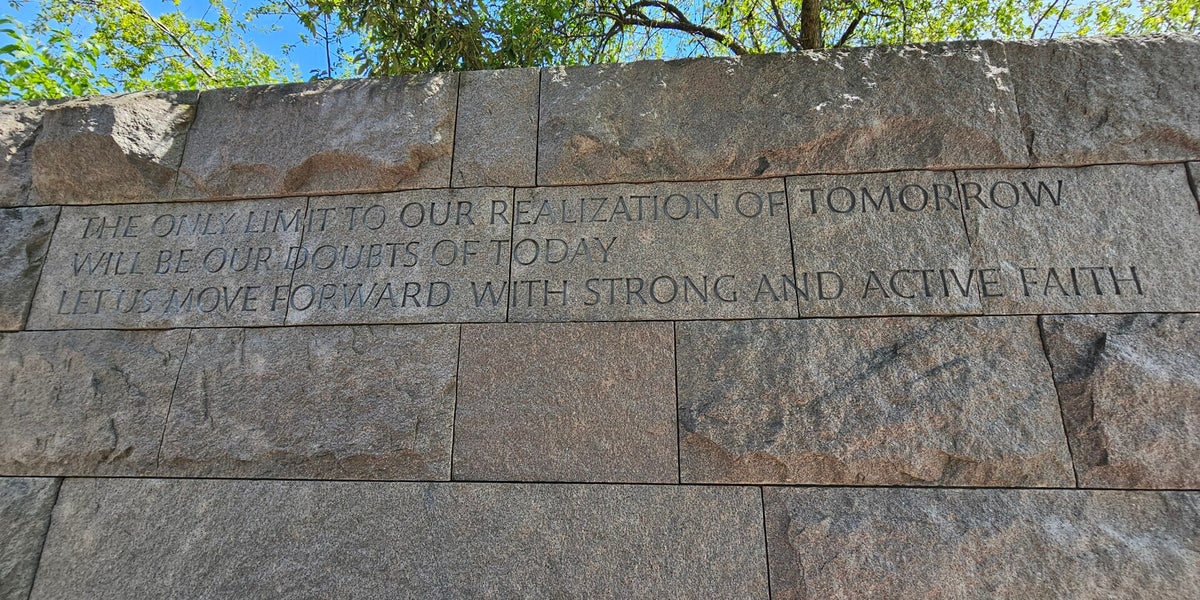 THE ONLY LIMIT TO OUR REALIZATION OF TOMORROW
WILL BE OUR DOUBTS OF TODAY
LET US MOVE FORWARD WITH STRONG AND ACTIVE FAITH